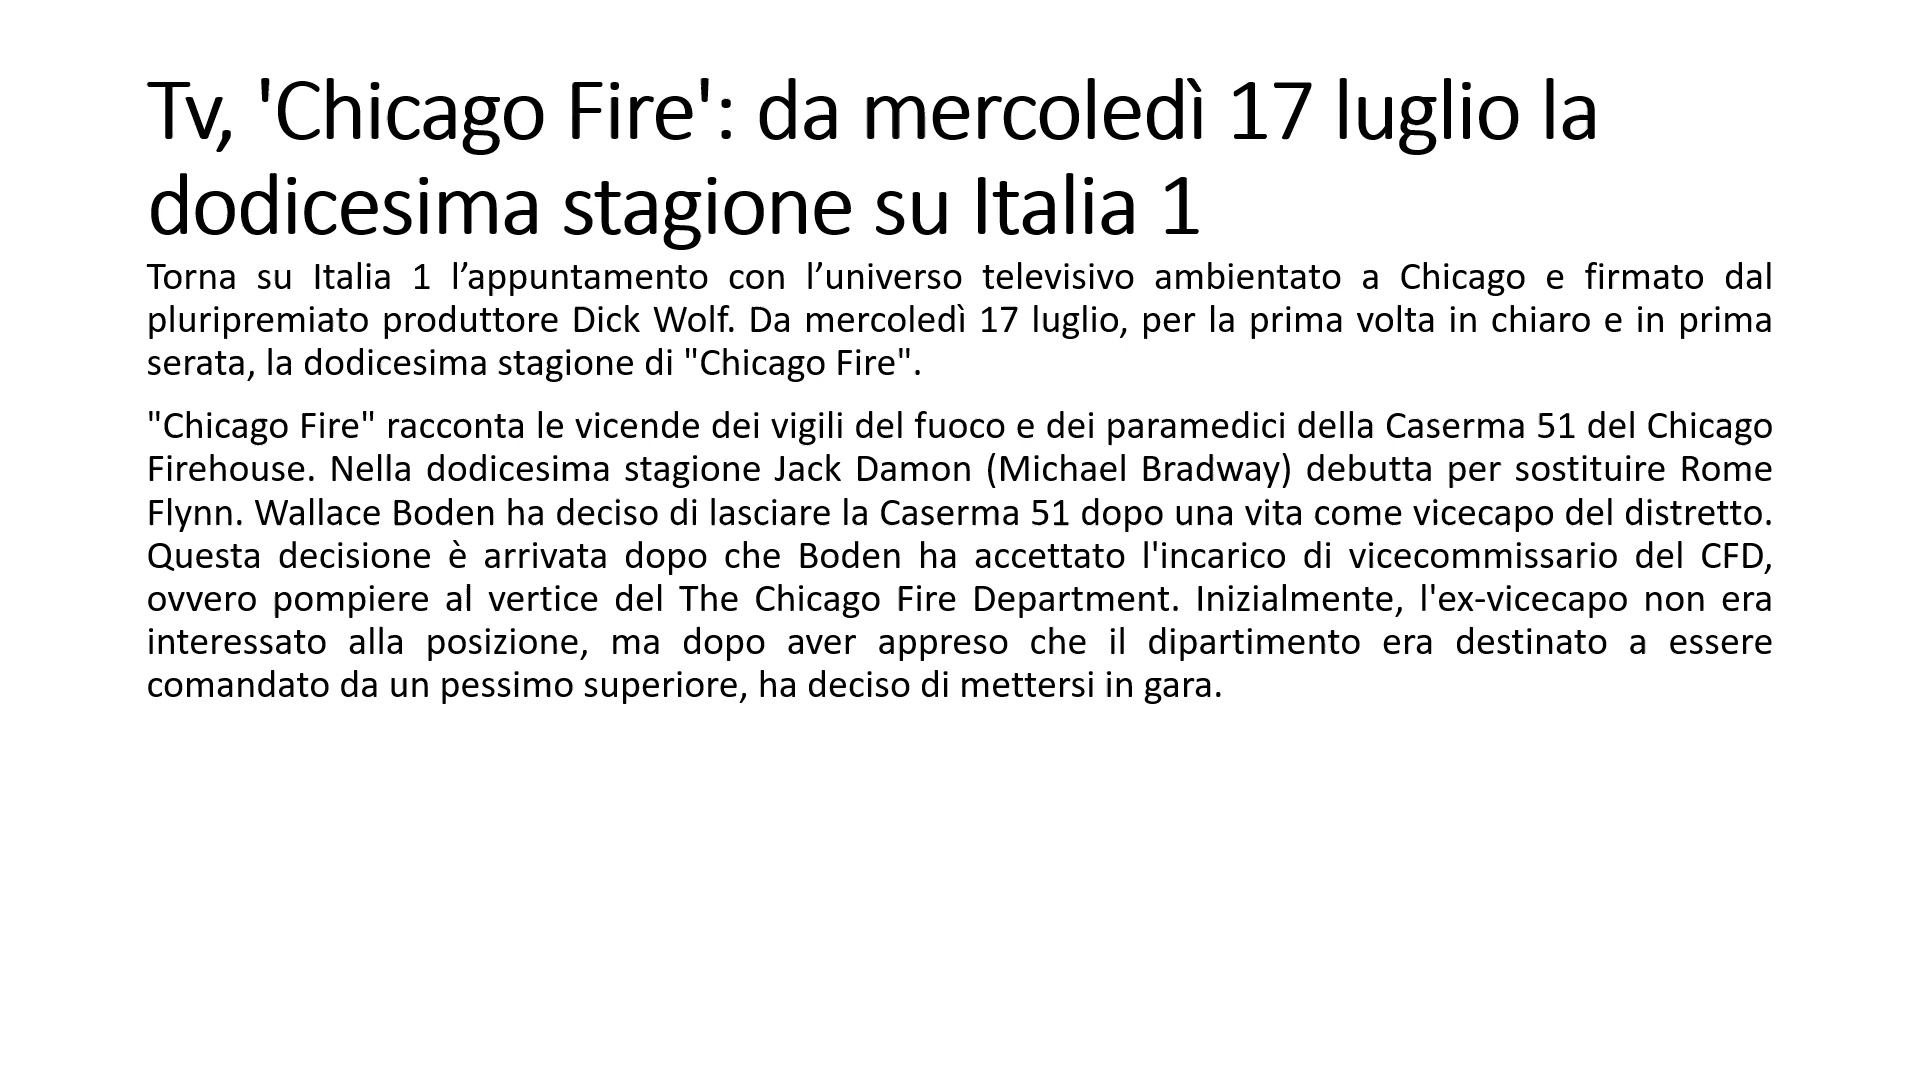 Tv, 'Chicago Fire': da mercoledì 17 luglio la
dodicesima stagione su Italia 1
Torna su Italia 1 l’appuntamento con l’universo televisivo ambientato a Chicago e firmato dal
pluripremiato produttore Dick Wolf. Da mercoledì 17 luglio, per la prima volta in chiaro e in prima
serata, la dodicesima stagione di "Chicago Fire".
"Chicago Fire" racconta le vicende dei vigili del fuoco e dei paramedici della Caserma 51 del Chicago
Firehouse. Nella dodicesima stagione Jack Damon (Michael Bradway) debutta per sostituire Rome
Flynn. Wallace Boden ha deciso di lasciare la Caserma 51 dopo una vita come vicecapo del distretto.
Questa decisione è arrivata dopo che Boden ha accettato l'incarico di vicecommissario del CFD,
ovvero pompiere al vertice del The Chicago Fire Department. Inizialmente, l'ex-vicecapo non era
interessato alla posizione, ma dopo aver appreso che il dipartimento era destinato a essere
comandato da un pessimo superiore, ha deciso di mettersi in gara.